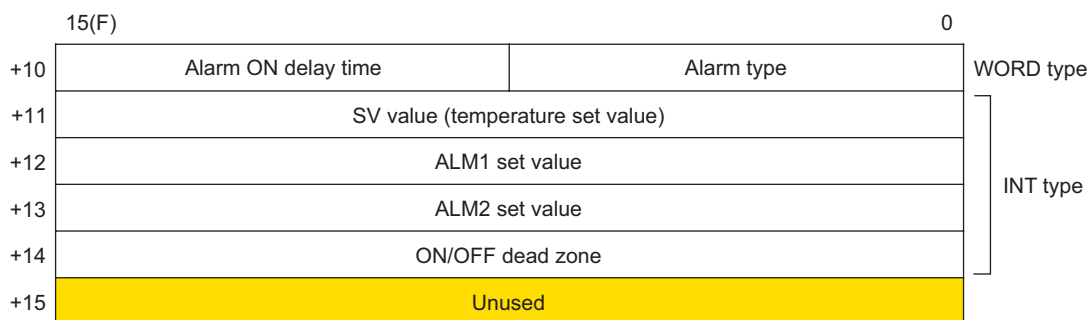 15(F) 0
+10 Alarm ON delay time Alarm type WORD type
+11 SV value (temperature set value)
+12 ALM1 set value
INT type
+13 ALM2 set value
+14 ON/OFF dead zone
+15 Unused